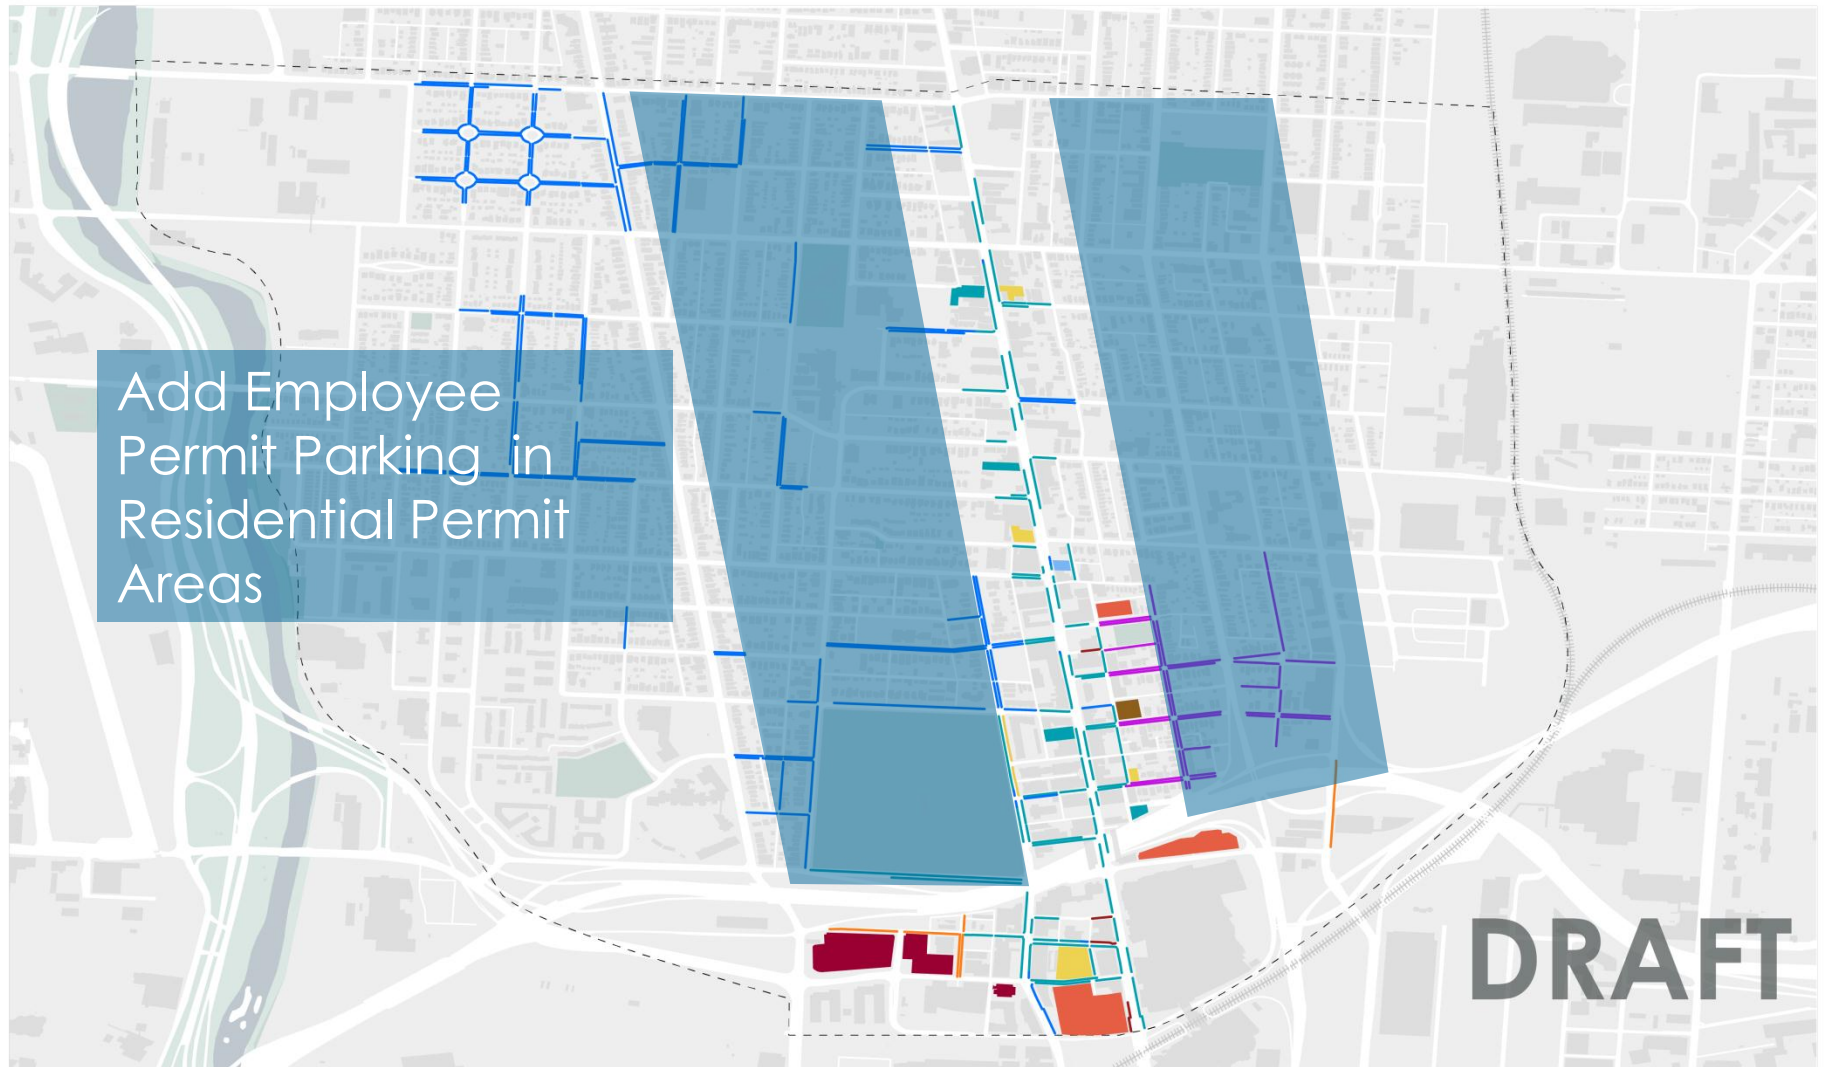 Add Employee
Permit Parking in
Residential Permit
Areas
DRAFT